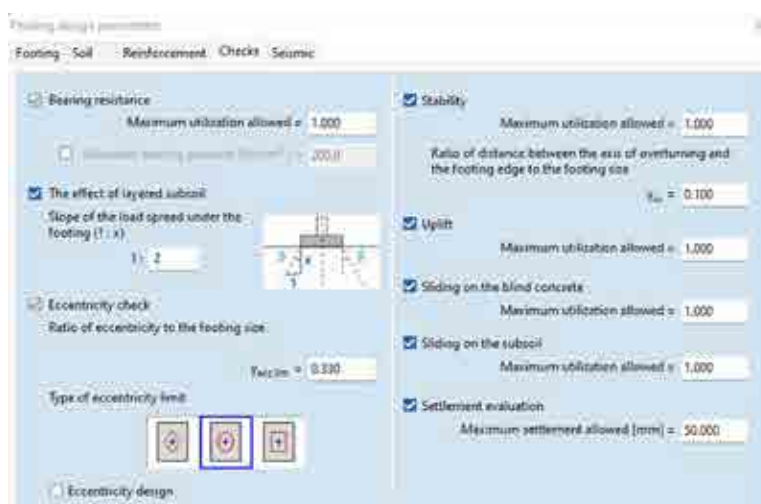 Footing design parameters
Footing Soil Reinforcement Checks Seismic
Bearing resistance
Maximum utilization allowed = 1.000
200.0
The effect of layered subsoil
Slope of the load spread under the
footing (1 : x)
1 : 2
Eccentricity check
Ratio of eccentricity to the footing size
= 0.330
Type of eccentricity limit
Eccentricity design
Stability
Maximum utilization allowed = 1.000
Ratio of distance between the axis of overturning and
the footing edge to the footing size
= 0.100
Uplift
Maximum utilization allowed = 1.000
Sliding on the blind concrete
Maximum utilization allowed = 1.000
Sliding on the subsoil
Maximum utilization allowed = 1.000
Settlement evaluation
Maximum settlement allowed [mm] = 50.000